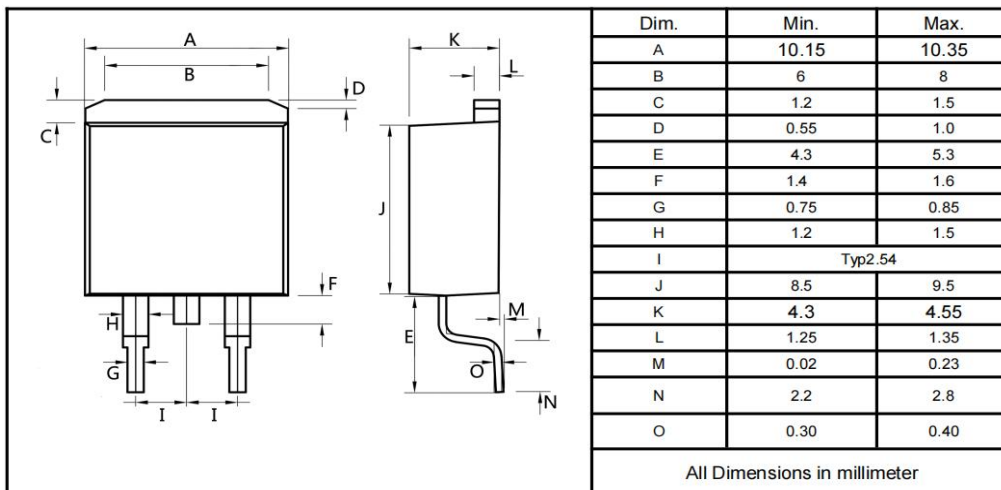 A
B
C
D
K
L
J
F
H
G
I I
E
M
O
N
Dim. Min. Max.
A 10.15 10.35
B 6 8
C 1.2 1.5
D 0.55 1.0
E 4.3 5.3
F 1.4 1.6
G 0.75 0.85
H 1.2 1.5
I Typ2.54
J 8.5 9.5
K 4.3 4.55
L 1.25 1.35
M 0.02 0.23
N 2.2 2.8
O 0.30 0.40
All Dimensions in millimeter